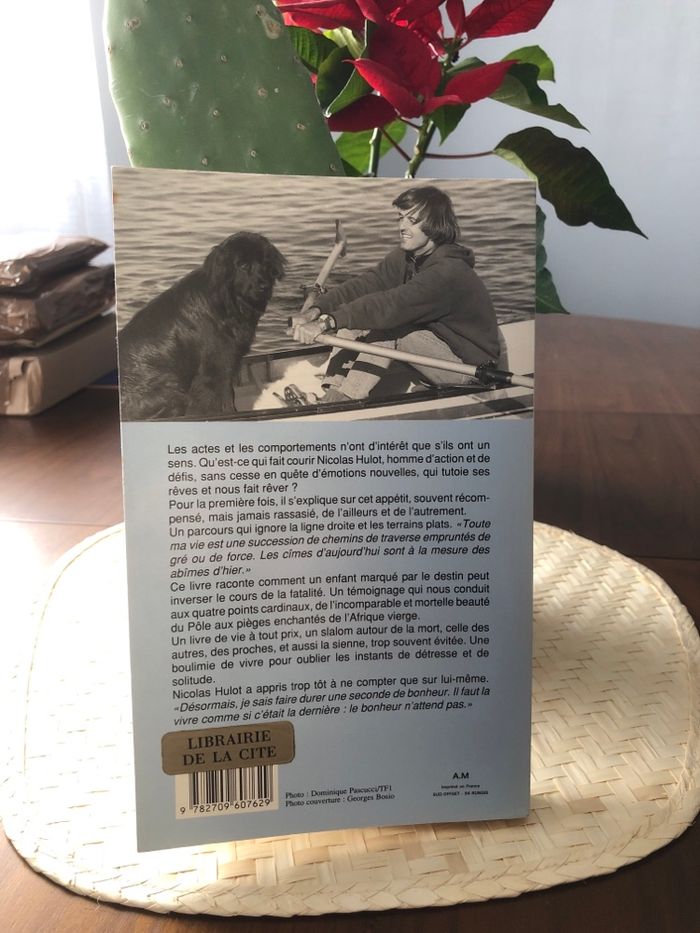 Les actes et les comportements n'ont d'intérêt que s'ils ont un
sens. Qu'est-ce qui fait courir Nicolas Hulot, homme d'action et de
défis, sans cesse en quête d'émotions nouvelles, qui tutoie ses
rêves et nous fait rêver ?
Pour la première fois, il s'explique sur cet appétit, souvent récom-
pensé, mais jamais rassasié, de l'ailleurs et de l'autrement.
Un parcours qui ignore la ligne droite et les terrains plats. «Toute
ma vie est une succession de chemins de traverse empruntés de
gré ou de force. Les cîmes d'aujourd'hui sont à la mesure des
abîmes d'hier.»
Ce livre raconte comment un enfant marqué par le destin peut
inverser le cours de la fatalité. Un témoignage qui nous conduit
aux quatre points cardinaux, de l'incomparable et mortelle beauté
du Pôle aux pièges enchantés de l'Afrique vierge.
Un livre de vie à tout prix, un slalom autour de la mort, celle des
autres, des proches, et aussi la sienne, trop souvent évitée. Une
boulimie de vivre pour oublier les instants de détresse et de
solitude.
Nicolas Hulot a appris trop tôt à ne compter que sur lui-même.
«Désormais, je sais faire durer une seconde de bonheur. Il faut la
vivre comme si c'était la dernière : le bonheur n'attend pas.»
LIBRAIRIE
DE LA CITE
9 782709 607629
Photo : Dominique Pascucci/TF1
Photo couverture : Georges Bosio
A.M
Imprimé en France
SUD-OFFSET - 94-RUNGIS